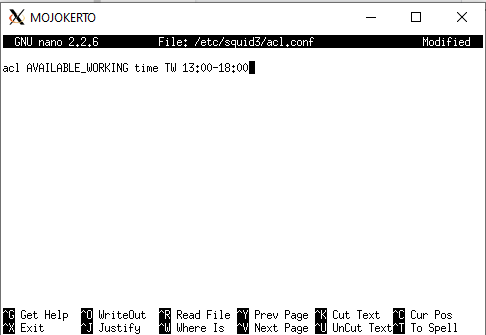 MOJOKERTO
GNU nano 2.2.6 File: /etc/squid3/acl.conf Modified
acl AVAILABLE_WORKING time TW 13:00-18:00
^G Get Help ^O WriteOut ^R Read File ^Y Prev Page ^K Cut Text ^C Cur Pos
^X Exit ^J Justify ^W Where Is ^V Next Page ^U UnCut Text ^T To Spell